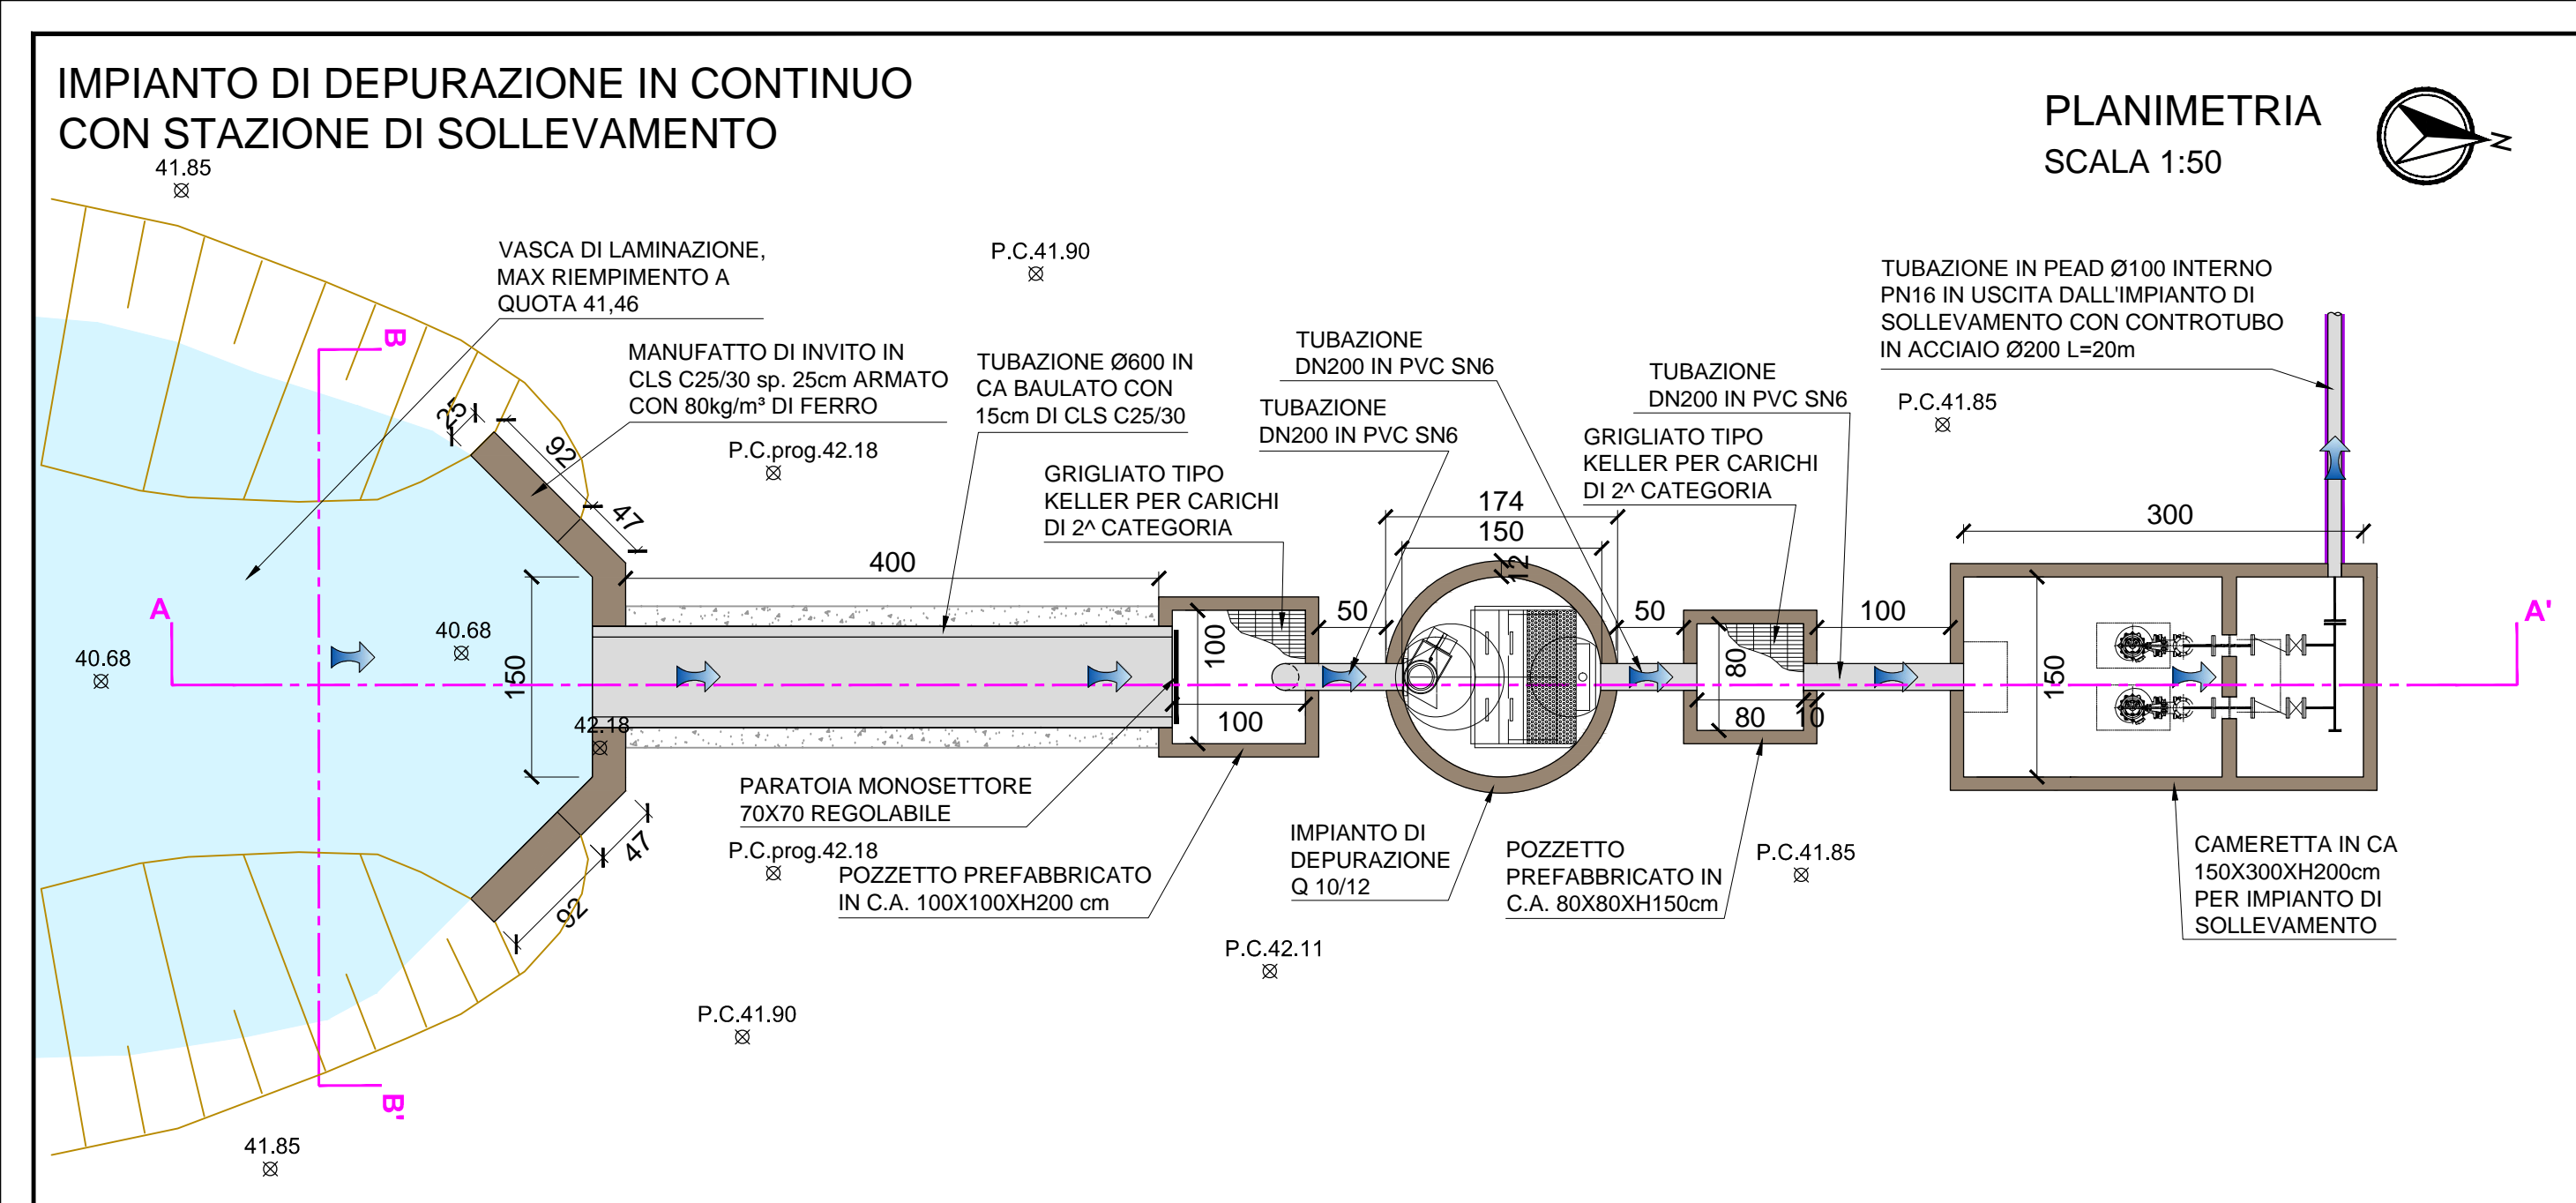 IMPIANTO DI DEPURAZIONE IN CONTINUO
CON STAZIONE DI SOLLEVAMENTO
PLANIMETRIA
SCALA 1:50
N
41.85
VASCA DI LAMINAZIONE,
MAX RIEMPIMENTO A
QUOTA 41,46
P.C.41.90
TUBAZIONE IN PEAD Ø100 INTERNO
PN16 IN USCITA DALL'IMPIANTO DI
SOLLEVAMENTO CON CONTROTUBO
IN ACCIAIO Ø200 L=20m
B
MANUFATTO DI INVITO IN
CLS C25/30 sp. 25cm ARMATO
CON 80kg/m³ DI FERRO
TUBAZIONE Ø600 IN
CA BAULATO CON
15cm DI CLS C25/30
TUBAZIONE
DN200 IN PVC SN6
TUBAZIONE
DN200 IN PVC SN6
TUBAZIONE
DN200 IN PVC SN6
P.C.41.85
25
92
47
P.C.prog.42.18
GRIGLIATO TIPO
KELLER PER CARICHI
DI 2^ CATEGORIA
GRIGLIATO TIPO
KELLER PER CARICHI
DI 2^ CATEGORIA
174
150
12
300
400
50
50
100
A
A'
40.68
40.68
150
100
80
150
42.18
100
80
10
PARATOIA MONOSETTORE
70X70 REGOLABILE
P.C.prog.42.18
47
92
POZZETTO PREFABBRICATO
IN C.A. 100X100XH200 cm
IMPIANTO DI
DEPURAZIONE
Q 10/12
POZZETTO
PREFABBRICATO IN
C.A. 80X80XH150cm
P.C.41.85
CAMERETTA IN CA
150X300XH200cm
PER IMPIANTO DI
SOLLEVAMENTO
P.C.42.11
P.C.41.90
B'
41.85